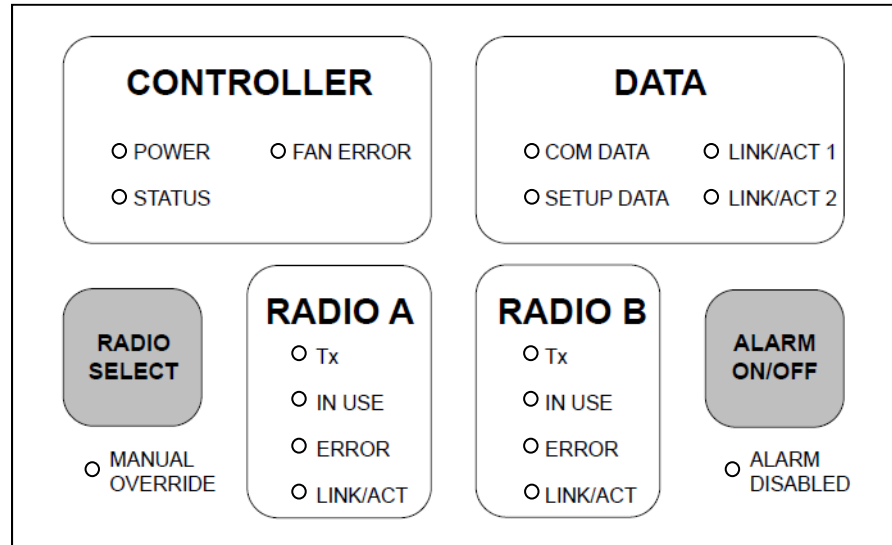 CONTROLLER
POWER
FAN ERROR
STATUS
DATA
COM DATA
LINK/ACT 1
SETUP DATA
LINK/ACT 2
RADIO
SELECT
MANUAL
OVERRIDE
RADIO A
Tx
IN USE
ERROR
LINK/ACT
RADIO B
Tx
IN USE
ERROR
LINK/ACT
ALARM
ON/OFF
ALARM
DISABLED